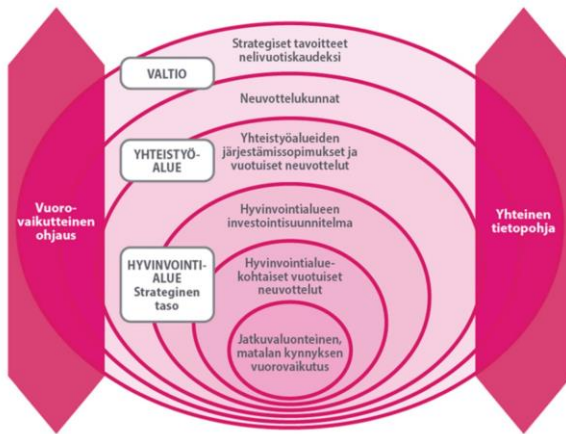 Strategiset tavoitteet
nelivuotiskaudeksi
VALTIO
Neuvottelukunnat
YHTEISTYÖ-
ALUE
Yhteistyöalueiden
järjestämissopimukset ja
vuotuiset neuvottelut
Vuoro-
vaikutteinen
ohjaus
Yhteinen
tietopohja
Hyvinvointialueen
investointisuunnitelma
HYVINVOINTI-
ALUE
Strateginen
taso
Hyvinvointialue-
kohtaiset vuotuiset
neuvottelut
Jatkuvaluonteinen,
matalan kynnyksen
vuorovaikutus